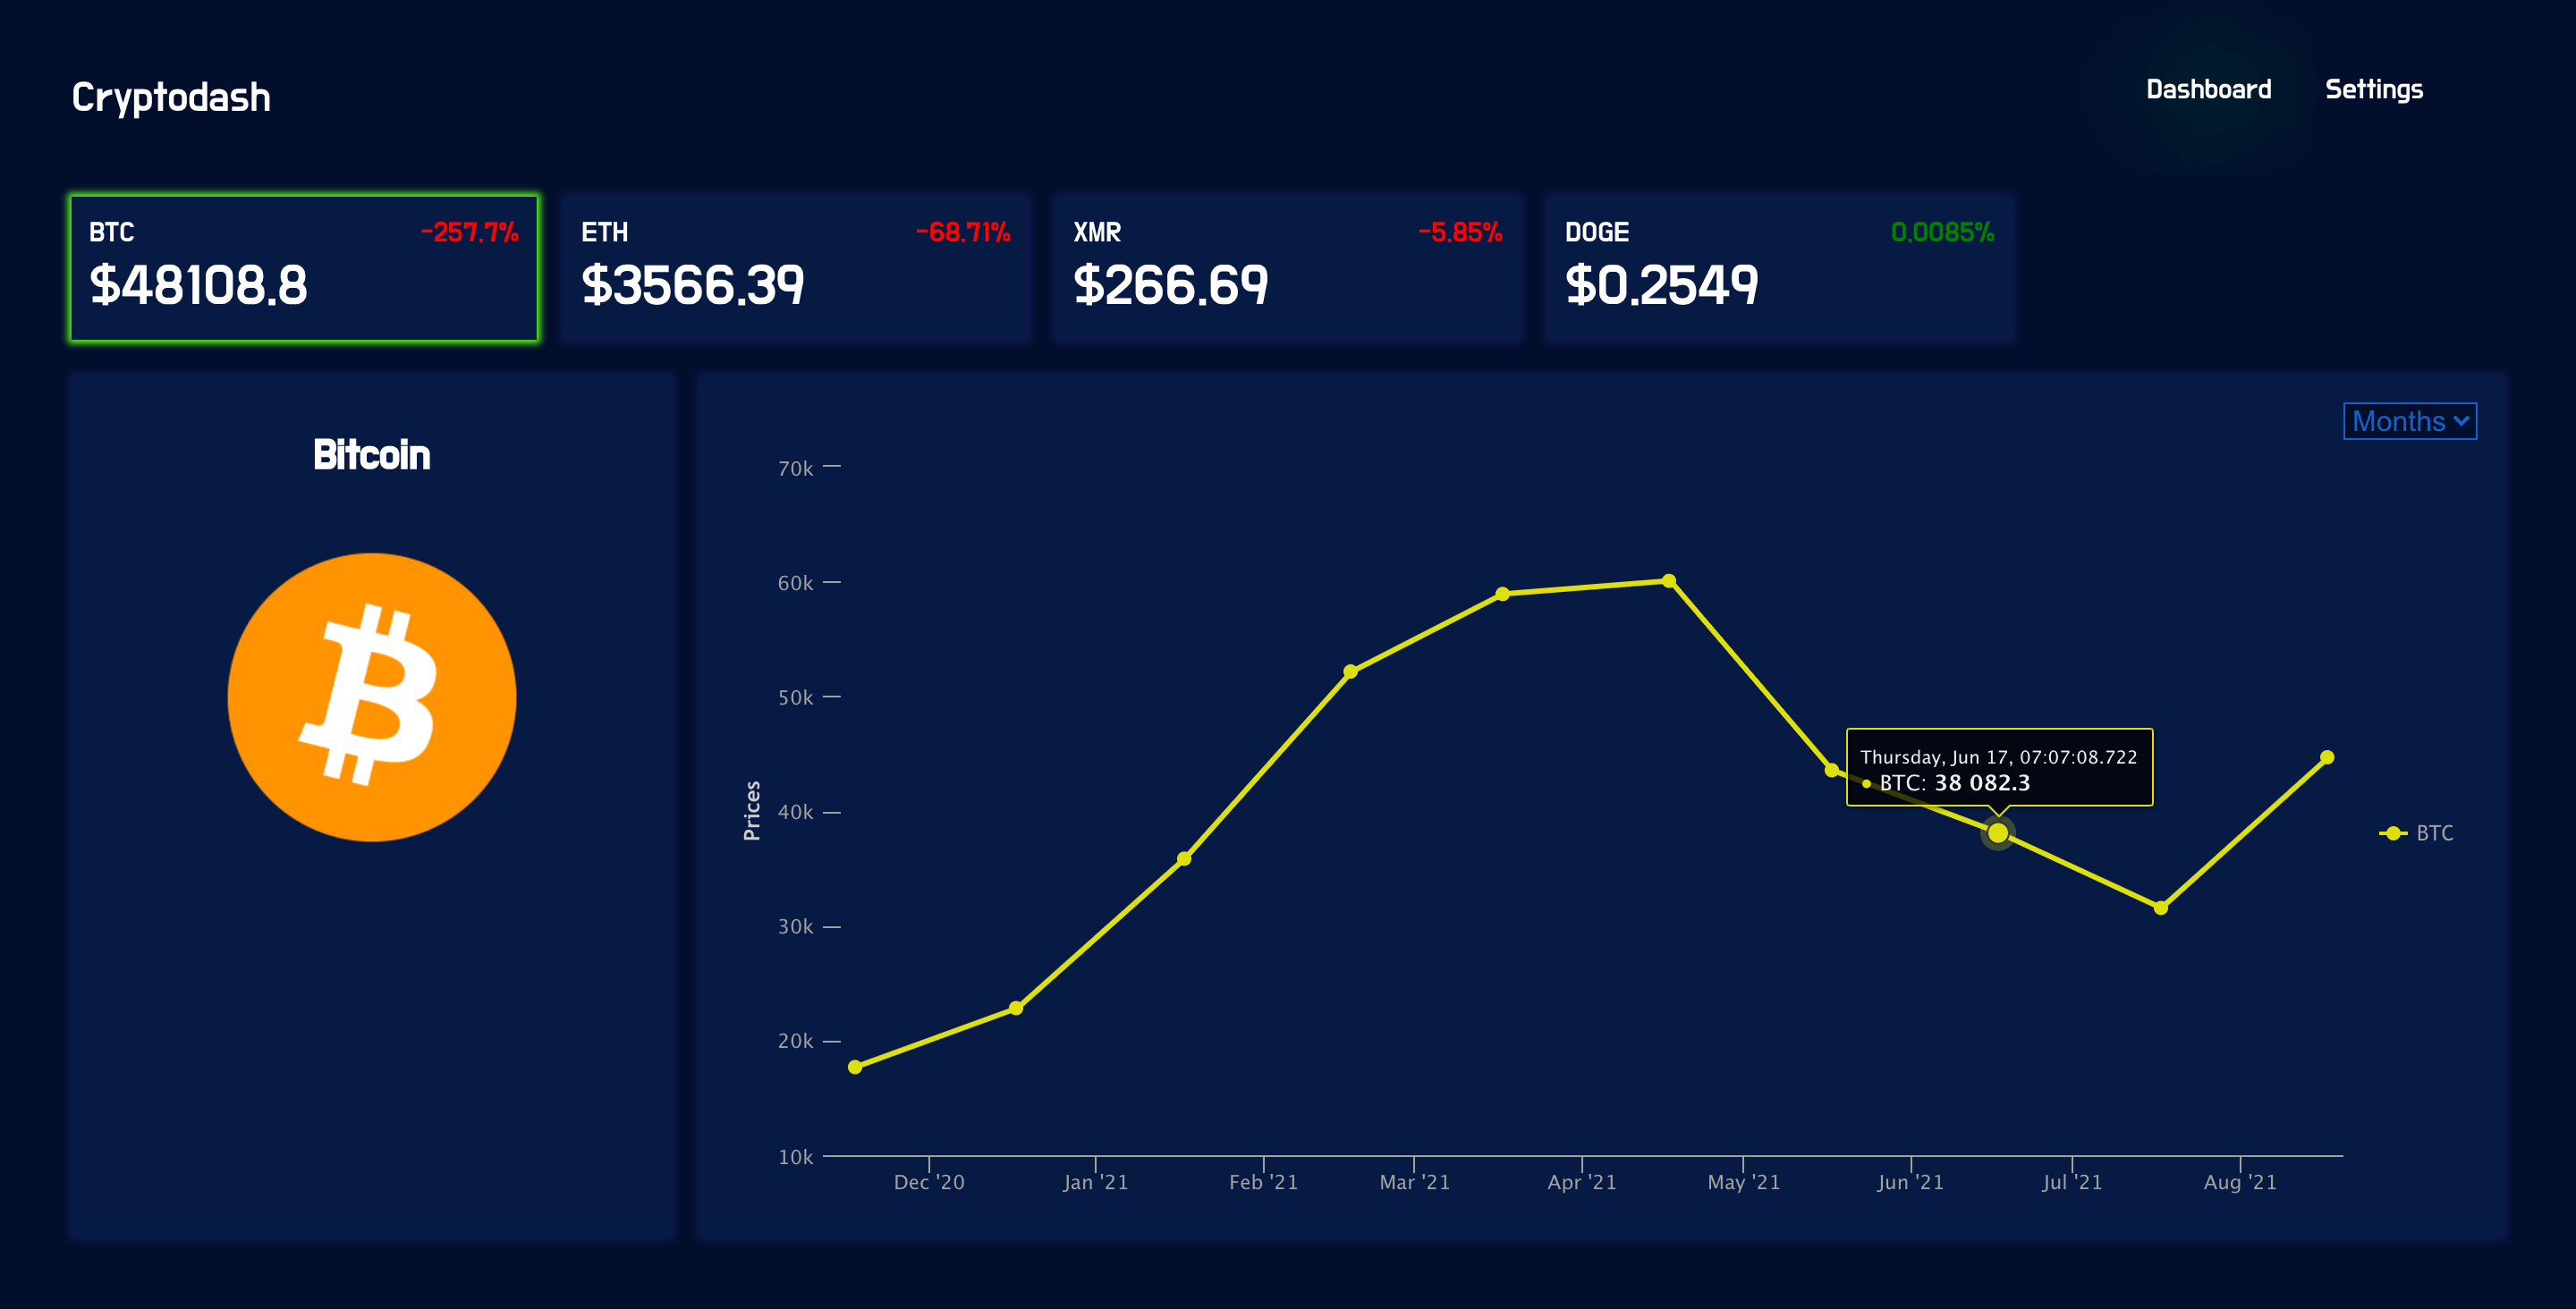 Cryptodash
Dashboard Settings
BTC -257.7%
$48108.8
ETH -68.71%
$3566.39
XMR -5.85%
$266.69
DOGE 0.0085%
$0.2549
Bitcoin
Months
70k
60k
50k
40k
30k
20k
10k
Prices
Thursday, Jun 17, 07:07:08.722
BTC: 38 082.3
BTC
Dec '20 Jan '21 Feb '21 Mar '21 Apr '21 May '21 Jun '21 Jul '21 Aug '21